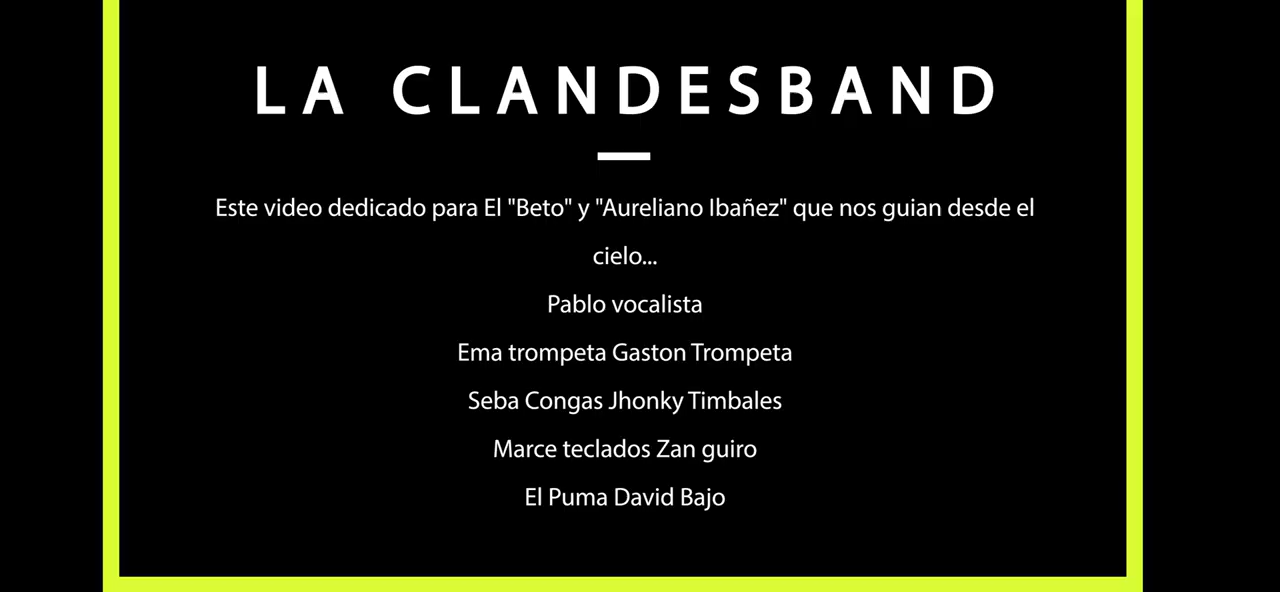 LA CLANDESBAND
Este video dedicado para El "Beto" y "Aureliano Ibañez" que nos guian desde el
cielo...
Pablo vocalista
Ema trompeta Gaston Trompeta
Seba Congas Jhonky Timbales
Marce teclados Zan guiro
El Puma David Bajo